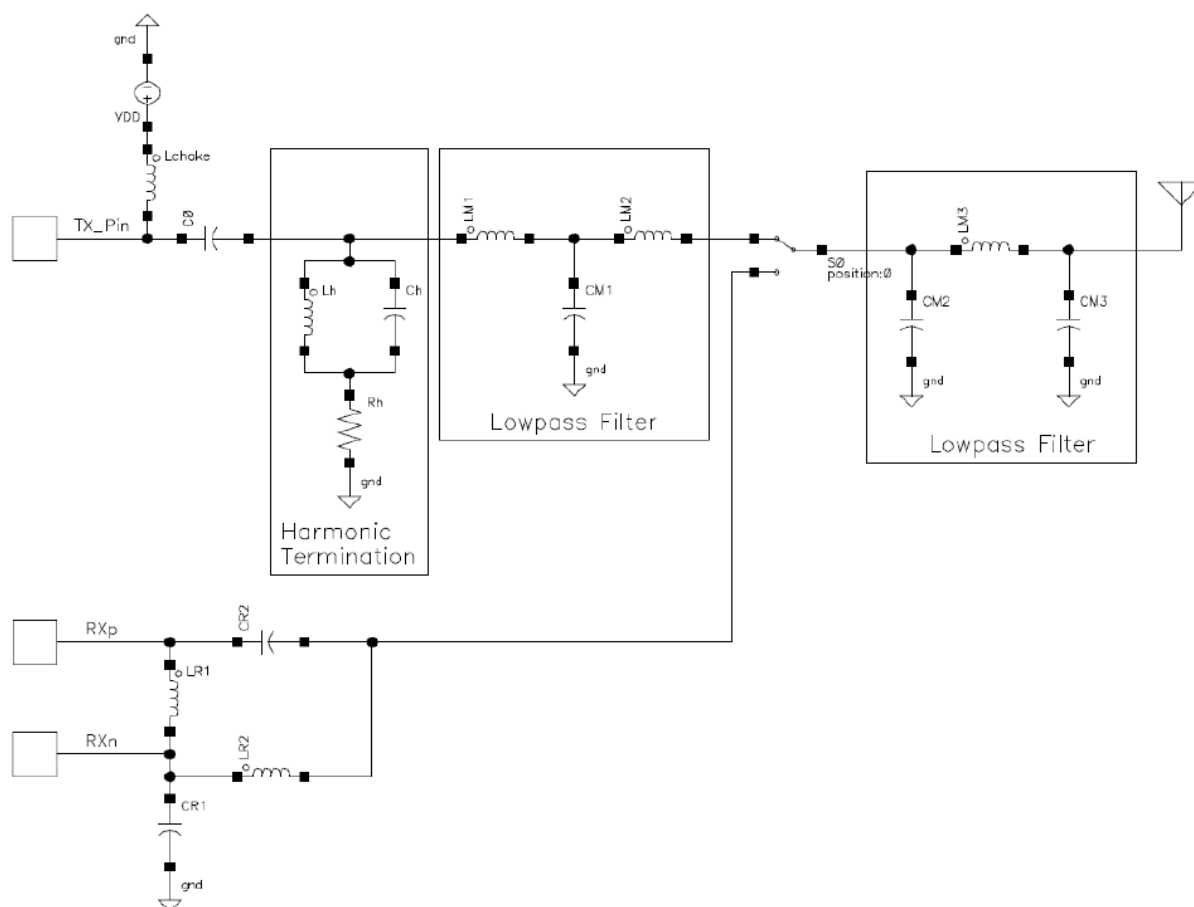 gnd
VDD
Lchoke
TX_Pin
C0
Lh
Ch
Rh
gnd
Harmonic
Termination
LM1
LM2
CM1
gnd
Lowpass Filter
S0
position:0
LM3
CM2
CM3
gnd
gnd
Lowpass Filter
RXp
CR2
LR1
RXn
LR2
CR1
gnd